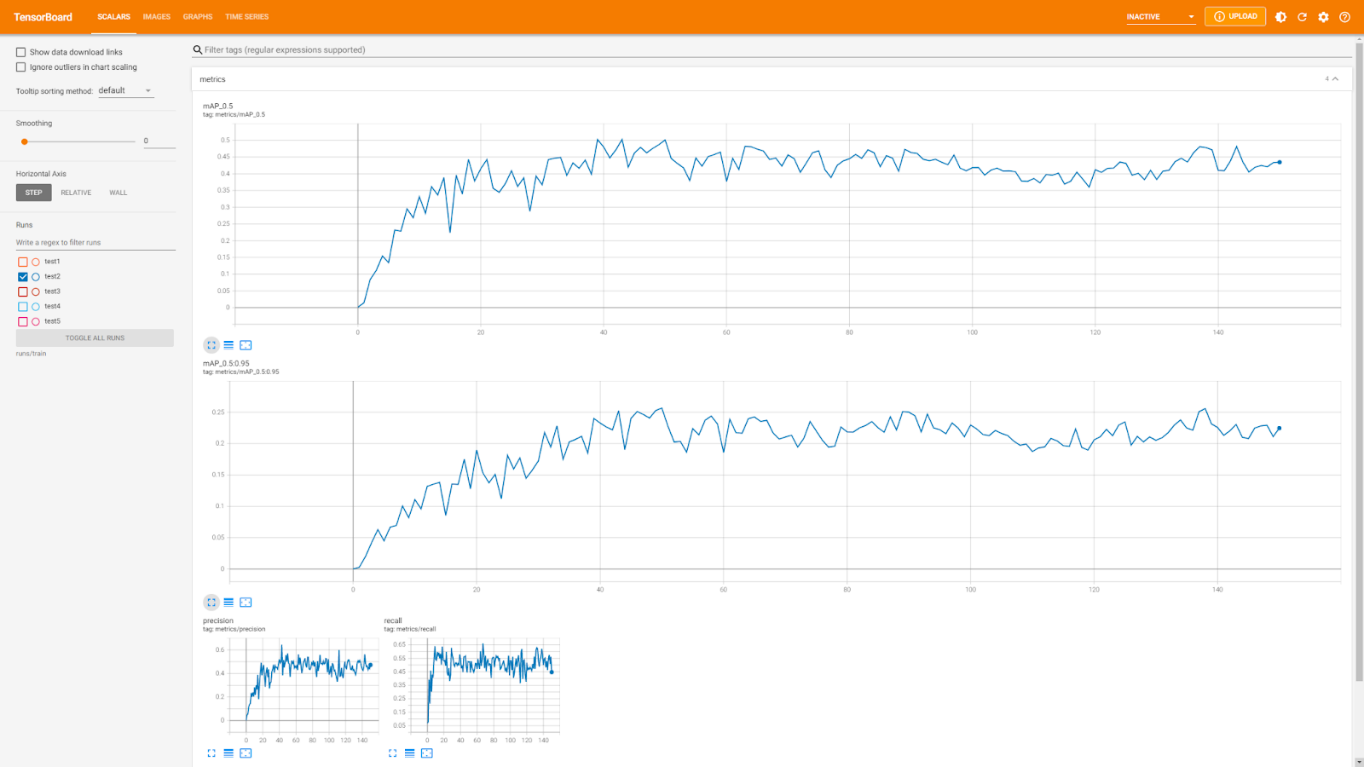 TensorBoard SCALARS IMAGES GRAPHS TIME SERIES INACTIVE UPLOAD
Show data download links
Ignore outliers in chart scaling
Tooltip sorting method: default
Smoothing
0
Horizontal Axis
STEP RELATIVE WALL
Runs
Write a regex to filter runs
test1
test2
test3
test4
test5
TOGGLE ALL RUNS
runs/train
Filter tags (regular expressions supported)
metrics 4
mAP_0.5
tag: metrics/mAP_0.5
0.5
0.45
0.4
0.35
0.3
0.25
0.2
0.15
0.1
0.05
0
0 20 40 60 80 100 120 140
mAP_0.5:0.95
tag: metrics/mAP_0.5:0.95
0.25
0.2
0.15
0.1
0.05
0
0 20 40 60 80 100 120 140
precision
tag: metrics/precision
0.6
0.4
0.2
0
0 20 40 60 80 100 120 140
recall
tag: metrics/recall
0.65
0.55
0.45
0.35
0.25
0.15
0.05
0 20 40 60 80 100 120 140